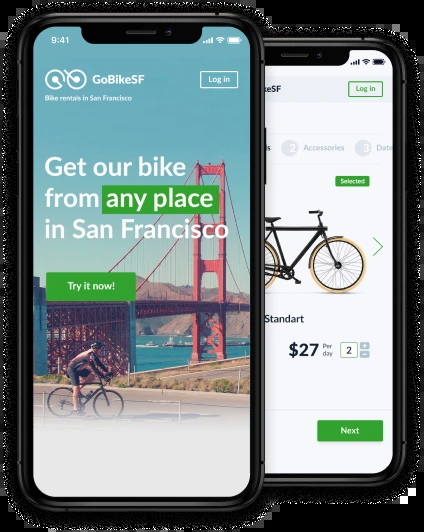 9:41
GoBikeSF
Log in
Bike rentals in San Francisco
Get our bike
from any place
in San Francisco
Try it now!
keSF
Log in
ls
2 Accessories
3 Date
Selected
Standart
$27 Per day 2 + -
Next